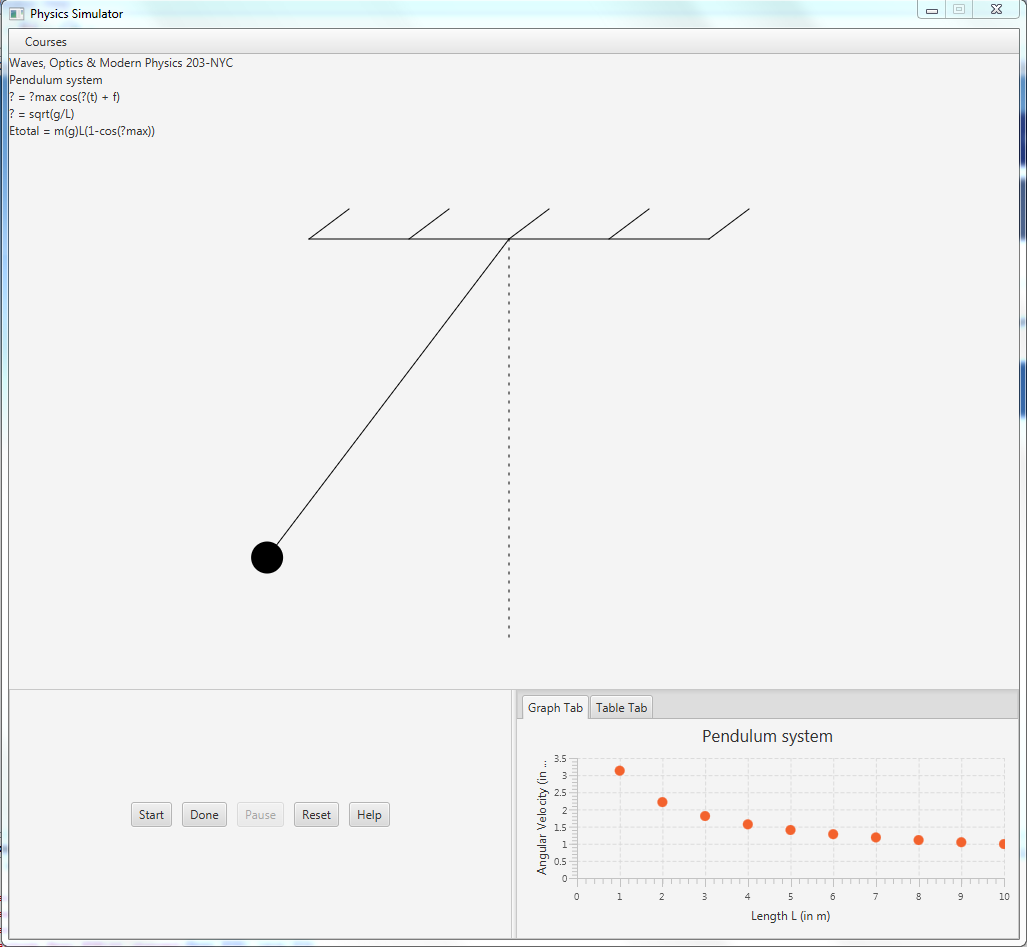 Physics Simulator
Courses
Waves, Optics & Modern Physics 203-NYC
Pendulum system
? = ?max cos(?(t) + f)
? = sqrt(g/L)
Etotal = m(g)L(1-cos(?max))
Start Done Pause Reset Help
Graph Tab Table Tab
Pendulum system
Angular Velocity (in ...
3.5
3
2.5
2
1.5
1
0.5
0
0 1 2 3 4 5 6 7 8 9 10
Length L (in m)